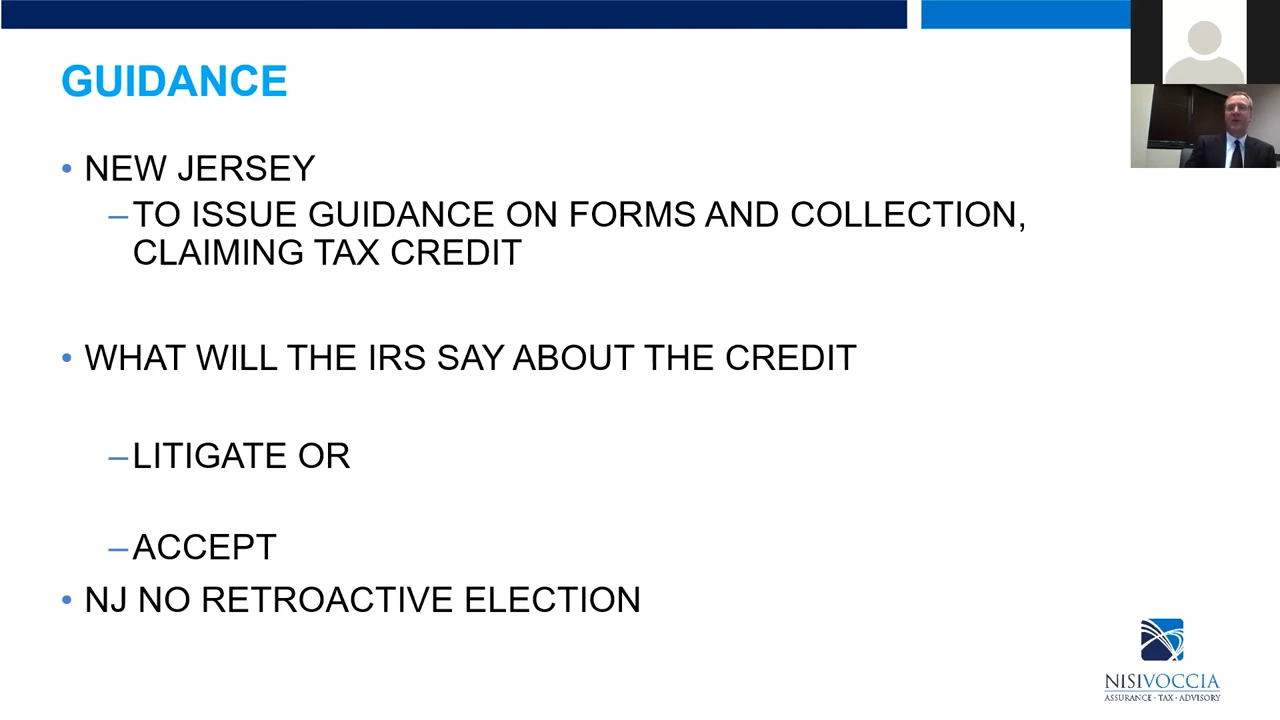 GUIDANCE
• NEW JERSEY
–TO ISSUE GUIDANCE ON FORMS AND COLLECTION,
CLAIMING TAX CREDIT
• WHAT WILL THE IRS SAY ABOUT THE CREDIT
–LITIGATE OR
–ACCEPT
• NJ NO RETROACTIVE ELECTION
NISIVOCCIA
ASSURANCE · TAX · ADVISORY